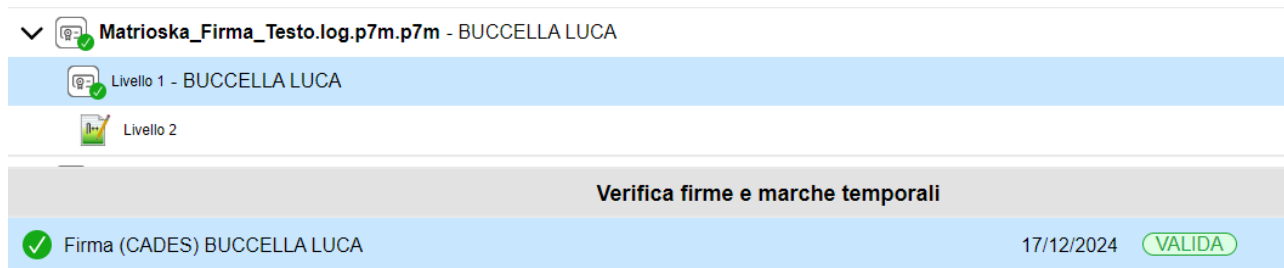 Matrioska_Firma_Testo.log.p7m.p7m - BUCCELLA LUCA
Livello 1 - BUCCELLA LUCA
Livello 2
Verifica firme e marche temporali
Firma (CADES) BUCCELLA LUCA 17/12/2024 VALIDA